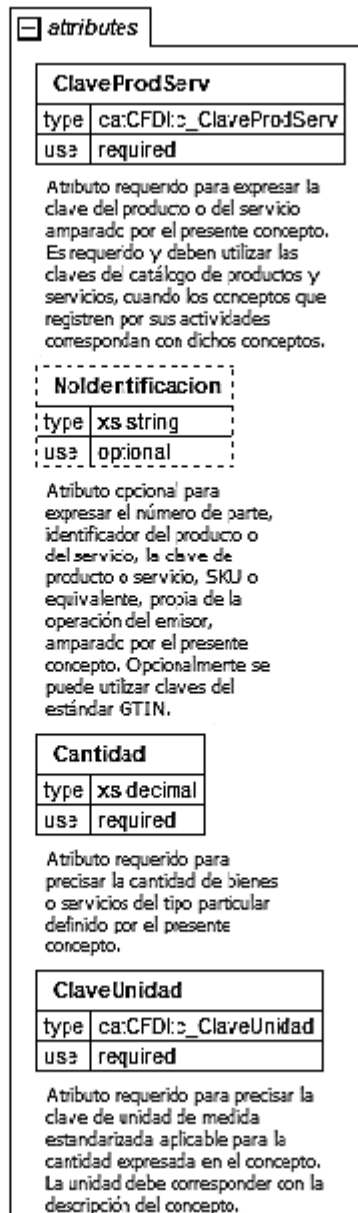 attributes
ClaveProdServ
type catCFDI:c_ClaveProdServ
use required
Atributo requerido para expresar la
clave del producto o del servicio
amparado por el presente concepto.
Es requerido y deben utilizar las
claves del catálogo de productos y
servicios, cuando los conceptos que
registren por sus actividades
correspondan con dichos conceptos.
NoIdentificacion
type xs:string
use optional
Atributo opcional para
expresar el número de parte,
identificador del producto o
del servicio, la clave de
producto o servicio, SKU o
equivalente, propia de la
operación del emisor,
amparado por el presente
concepto. Opcionalmente se
puede utilizar claves del
estándar GTIN.
Cantidad
type xs:decimal
use required
Atributo requerido para
precisar la cantidad de bienes
o servicios del tipo particular
definido por el presente
concepto.
ClaveUnidad
type catCFDI:c_ClaveUnidad
use required
Atributo requerido para precisar la
clave de unidad de medida
estandarizada aplicable para la
cantidad expresada en el concepto.
La unidad debe corresponder con la
descripción del concepto.